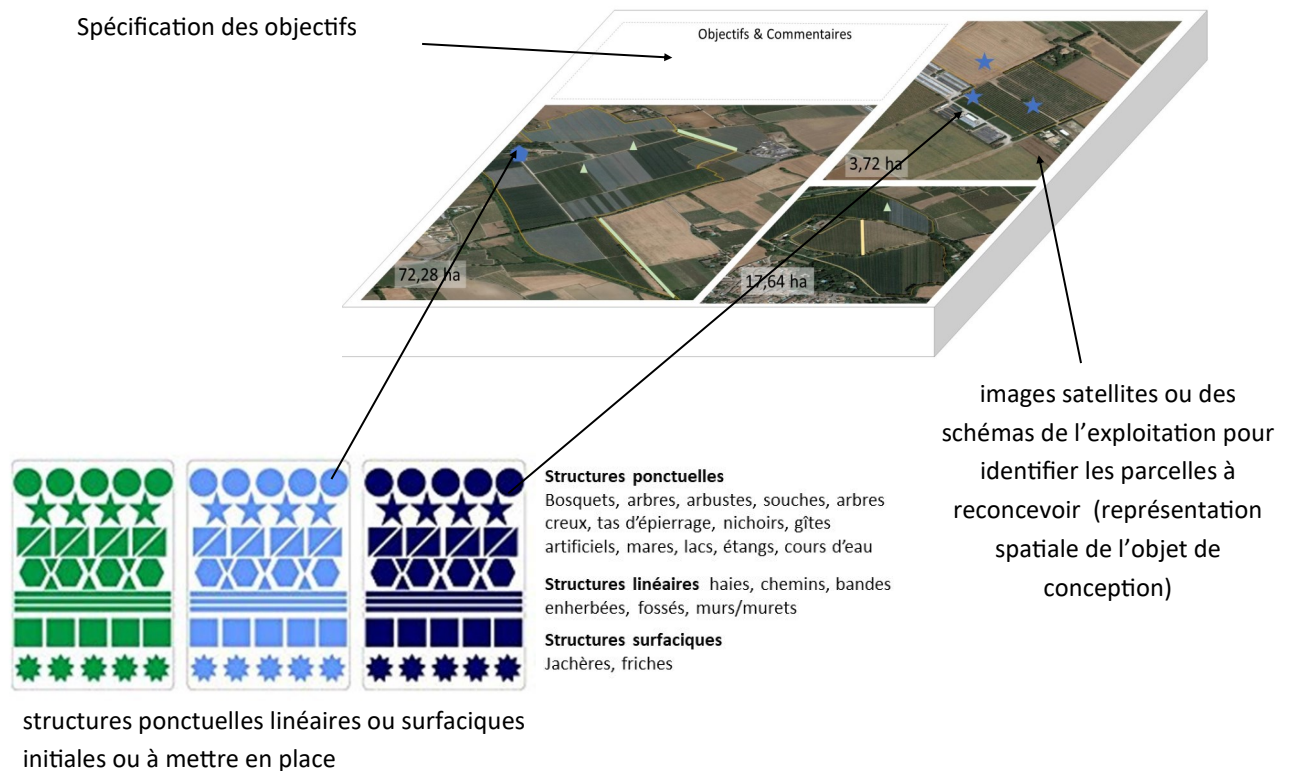 Spécification des objectifs
Objectifs & Commentaires
3,72 ha
72,28 ha
17,64 ha
images satellites ou des
schémas de l’exploitation pour
identifier les parcelles à
reconcevoir (représentation
spatiale de l’objet de
conception)
Structures ponctuelles
Bosquets, arbres, arbustes, souches, arbres
creux, tas d’épierrage, nichoirs, gîtes
artificiels, mares, lacs, étangs, cours d’eau
Structures linéaires haies, chemins, bandes
enherbées, fossés, murs/murets
Structures surfaciques
Jachères, friches
structures ponctuelles linéaires ou surfaciques
initiales ou à mettre en place